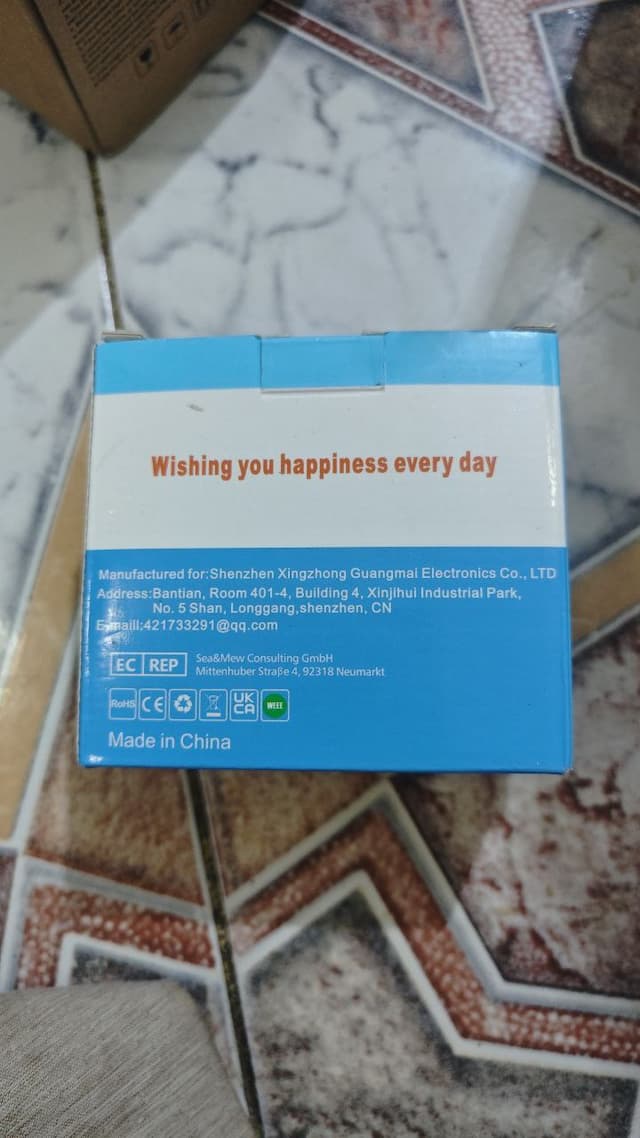 Wishing you happiness every day
Manufactured for:Shenzhen Xingzhong Guangmai Electronics Co., LTD
Address:Bantian, Room 401-4, Building 4, Xinjihui Industrial Park,
No. 5 Shan, Longgang,shenzhen, CN
E-maill:421733291@qq.com
EC REP
Sea&Mew Consulting GmbH
Mittenhuber Straße 4, 92318 Neumarkt
RoHS CE UK CA WEEE
Made in China